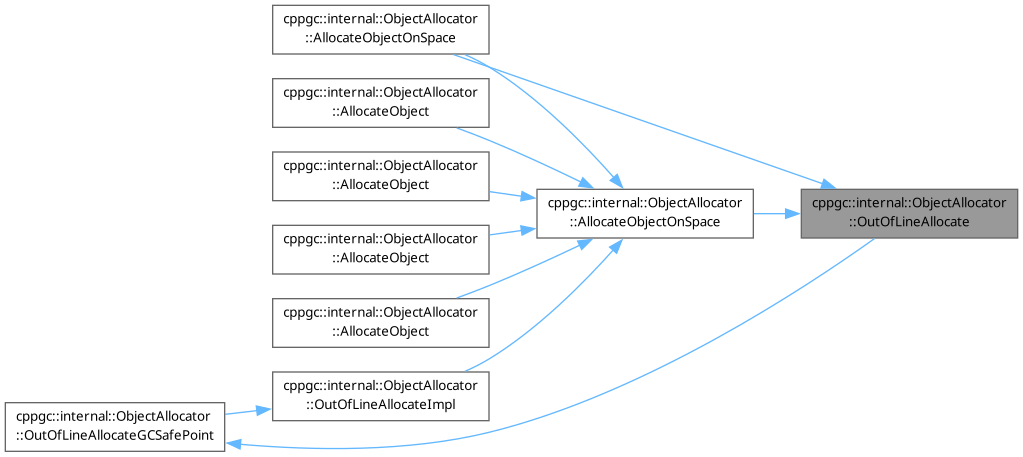 cppgc::internal::ObjectAllocator
::AllocateObjectOnSpace
cppgc::internal::ObjectAllocator
::AllocateObject
cppgc::internal::ObjectAllocator
::AllocateObject
cppgc::internal::ObjectAllocator
::AllocateObjectOnSpace
cppgc::internal::ObjectAllocator
::OutOfLineAllocate
cppgc::internal::ObjectAllocator
::AllocateObject
cppgc::internal::ObjectAllocator
::AllocateObject
cppgc::internal::ObjectAllocator
::OutOfLineAllocateImpl
cppgc::internal::ObjectAllocator
::OutOfLineAllocateGCSafePoint